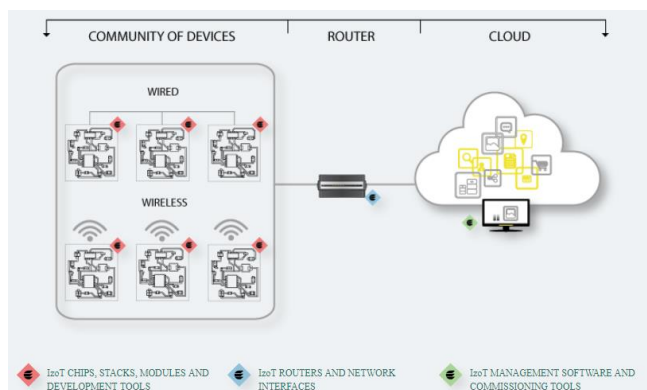 COMMUNITY OF DEVICES
ROUTER
CLOUD
WIRED
WIRELESS
IzoT CHIPS, STACKS, MODULES AND
DEVELOPMENT TOOLS
IzoT ROUTERS AND NETWORK
INTERFACES
IzoT MANAGEMENT SOFTWARE AND
COMMISSIONING TOOLS